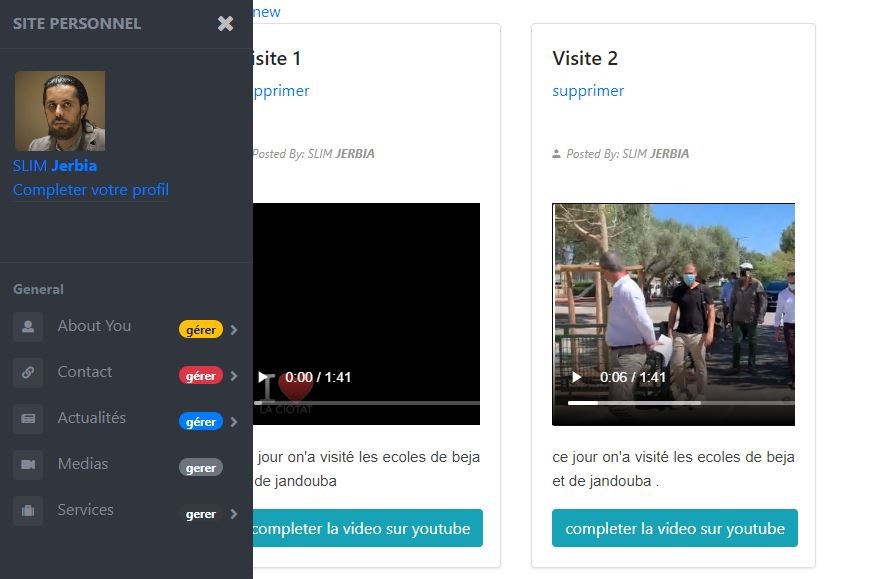 SITE PERSONNEL
SLIM Jerbia
Completer votre profil
General
About You gérer
Contact gérer
Actualités gérer
Medias gerer
Services gerer
new
isite 1
pprimer
Posted By: SLIM JERBIA
I
LA CIOTAT
0:00 / 1:41
jour on'a visité les ecoles de beja
de jandouba
completer la video sur youtube
Visite 2
supprimer
Posted By: SLIM JERBIA
0:06 / 1:41
ce jour on'a visité les ecoles de beja
et de jandouba .
completer la video sur youtube